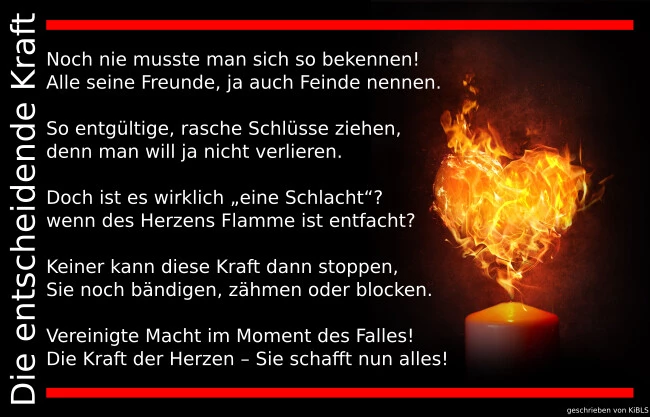 Die entscheidende Kraft
Noch nie musste man sich so bekennen!
Alle seine Freunde, ja auch Feinde nennen.
So entgültige, rasche Schlüsse ziehen,
denn man will ja nicht verlieren.
Doch ist es wirklich „eine Schlacht“?
wenn des Herzens Flamme ist entfacht?
Keiner kann diese Kraft dann stoppen,
Sie noch bändigen, zähmen oder blocken.
Vereinigte Macht im Moment des Falles!
Die Kraft der Herzen – Sie schafft nun alles!
geschrieben von KiBLS